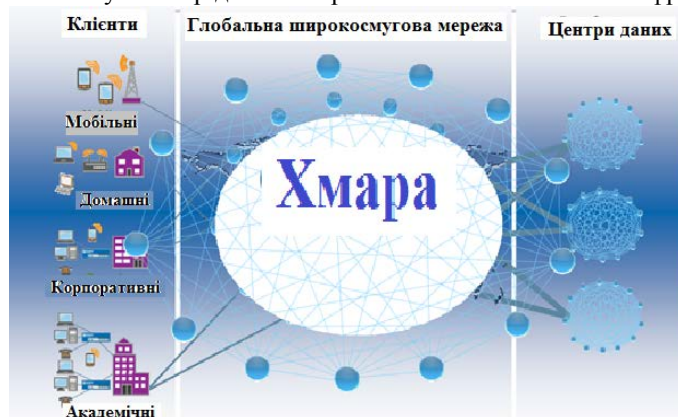 Клієнти
Глобальна широкосмугова мережа
Центри даних
Мобільні
Домашні
Корпоративні
Академічні
Хмара